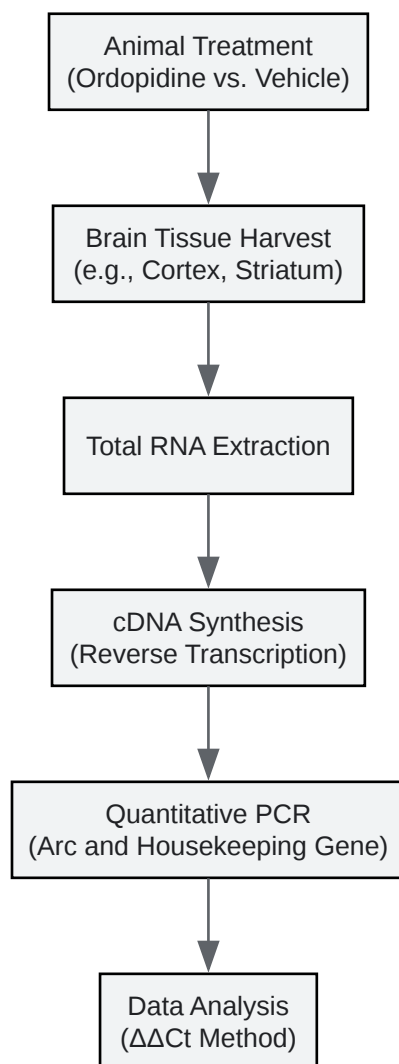 Animal Treatment
(Ordopidine vs. Vehicle)
Brain Tissue Harvest
(e.g., Cortex, Striatum)
Total RNA Extraction
cDNA Synthesis
(Reverse Transcription)
Quantitative PCR
(Arc and Housekeeping Gene)
Data Analysis
(ΔΔCt Method)